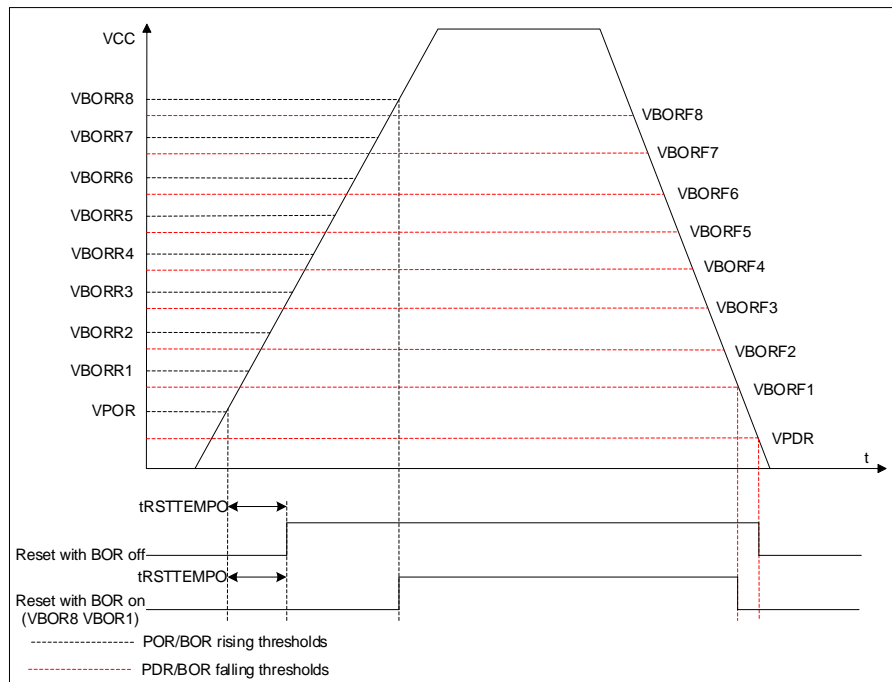 VCC
VBORR8
VBORF8
VBORR7
VBORF7
VBORR6
VBORF6
VBORR5
VBORF5
VBORR4
VBORF4
VBORR3
VBORF3
VBORR2
VBORF2
VBORR1
VBORF1
VPOR
VPDR
t
tRSTTEMPO
Reset with BOR off
tRSTTEMPO
Reset with BOR on
(VBOR8 VBOR1)
POR/BOR rising thresholds
PDR/BOR falling thresholds